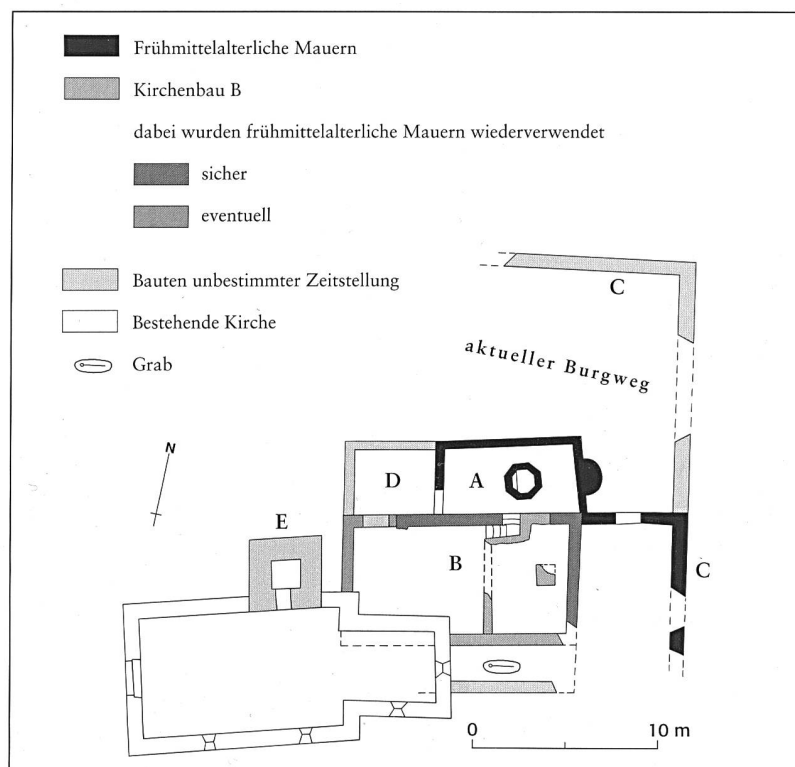 Frühmittelalterliche Mauern
Kirchenbau B
dabei wurden frühmittelalterliche Mauern wiederverwendet
sicher
eventuell
Bauten unbestimmter Zeitstellung
Bestehende Kirche
Grab
C
aktueller Burgweg
N
D
A
E
B
C
0 10 m